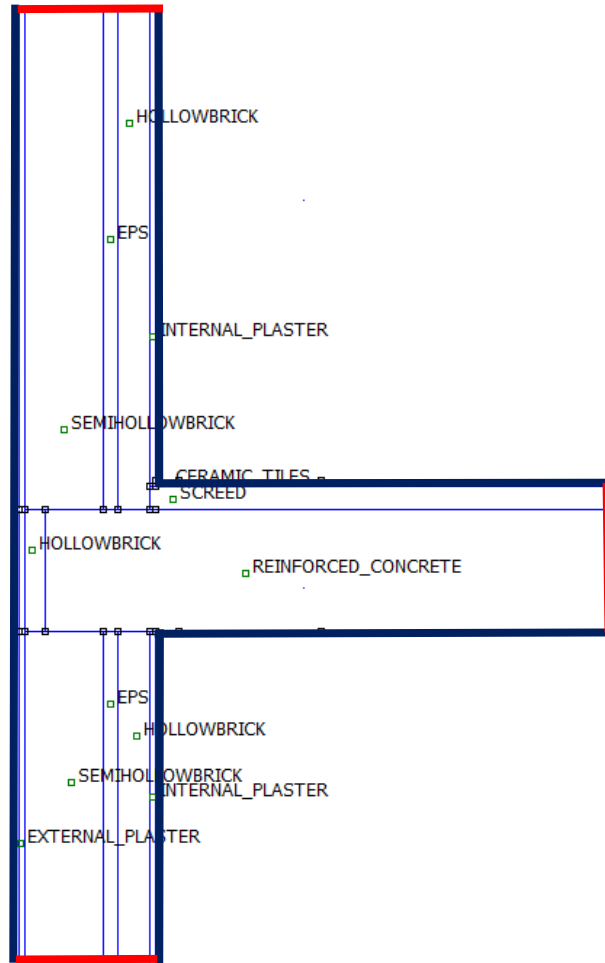 HOLLOWBRICK
EPS
INTERNAL_PLASTER
SEMIHOLLOWBRICK
CERAMIC_TILES
SCREED
HOLLOWBRICK
REINFORCED_CONCRETE
EPS
HOLLOWBRICK
SEMIHOLLOWBRICK
INTERNAL_PLASTER
EXTERNAL_PLASTER